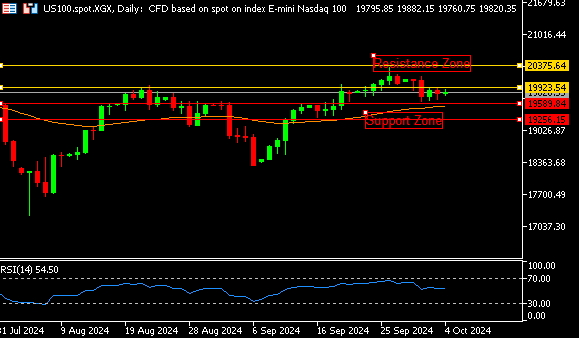 US100.spot.XGX, Daily: CFD based on spot on index E-mini Nasdaq 100 19795.85 19882.15 19760.75 19820.35
21679.63
21016.44
Resistance Zone
20375.64
19923.54
19589.84
19256.15
Support Zone
19026.87
18363.68
17700.49
17037.30
RSI(14) 54.50
100.00
70.00
30.00
0.00
31 Jul 2024 9 Aug 2024 19 Aug 2024 28 Aug 2024 6 Sep 2024 16 Sep 2024 25 Sep 2024 4 Oct 2024